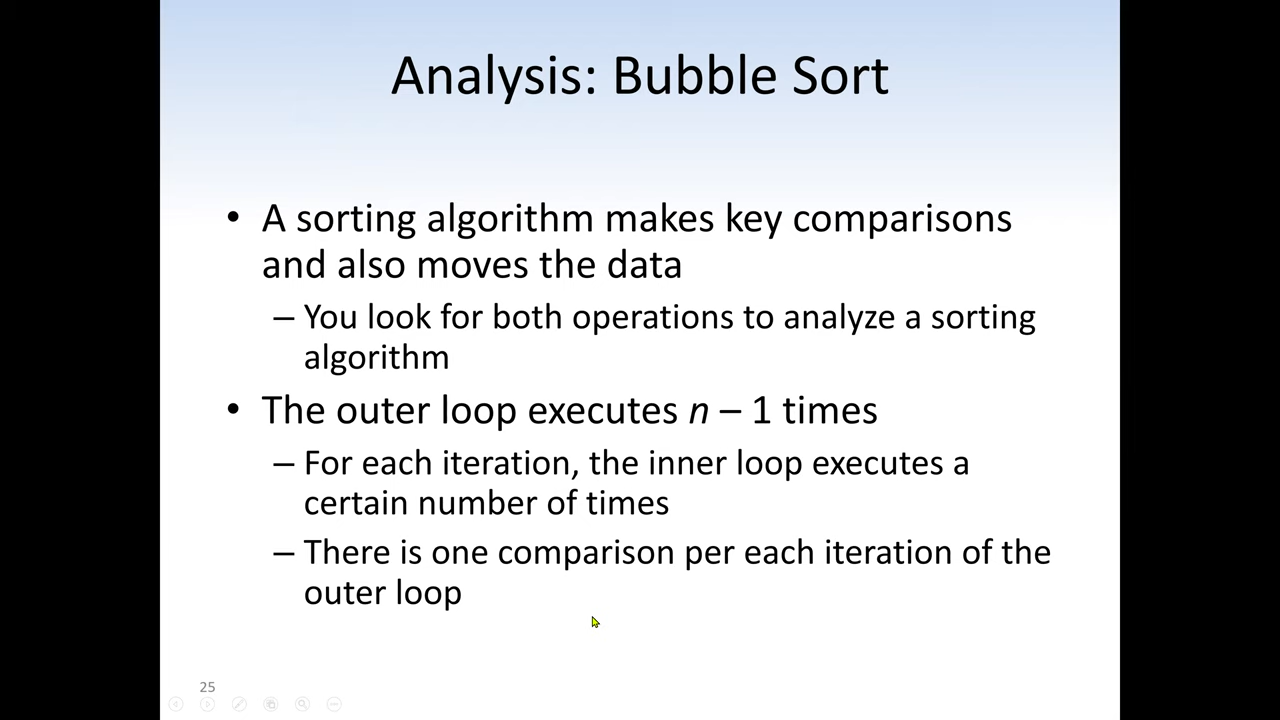 Analysis: Bubble Sort
• A sorting algorithm makes key comparisons
and also moves the data
– You look for both operations to analyze a sorting
algorithm
• The outer loop executes n – 1 times
– For each iteration, the inner loop executes a
certain number of times
– There is one comparison per each iteration of the
outer loop
25